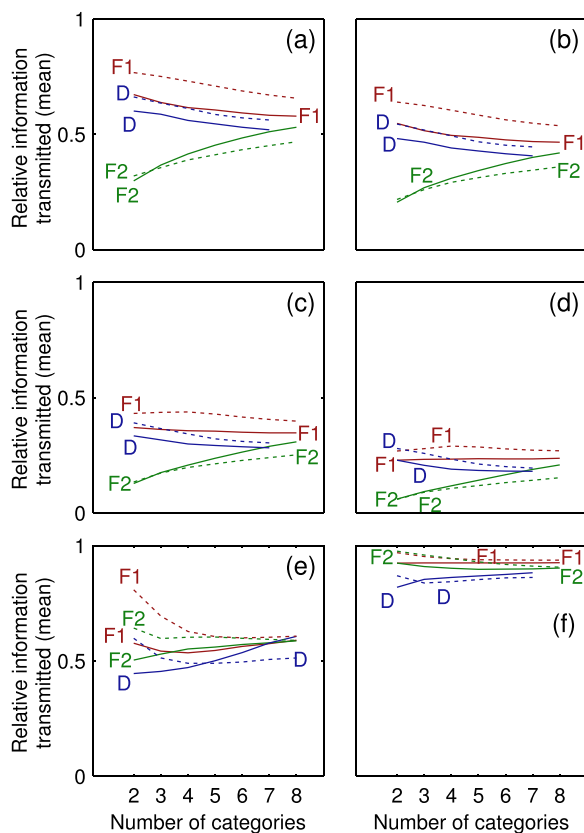 1
(a)
(b)
F1
D
D
F2
F2
F1
F1
D
D
F2
F1
F2
0.5
0
Relative information
transmitted (mean)
1
(c)
(d)
F1
D
D
F2
F1
F2
D
F1
D
F2
F2
F1
0.5
0
Relative information
transmitted (mean)
1
(e)
(f)
F1
F2
F1
F2
D
D
F2
F1
F1
F2
D
D
0.5
0
Relative information
transmitted (mean)
2 3 4 5 6 7 8
2 3 4 5 6 7 8
Number of categories
Number of categories